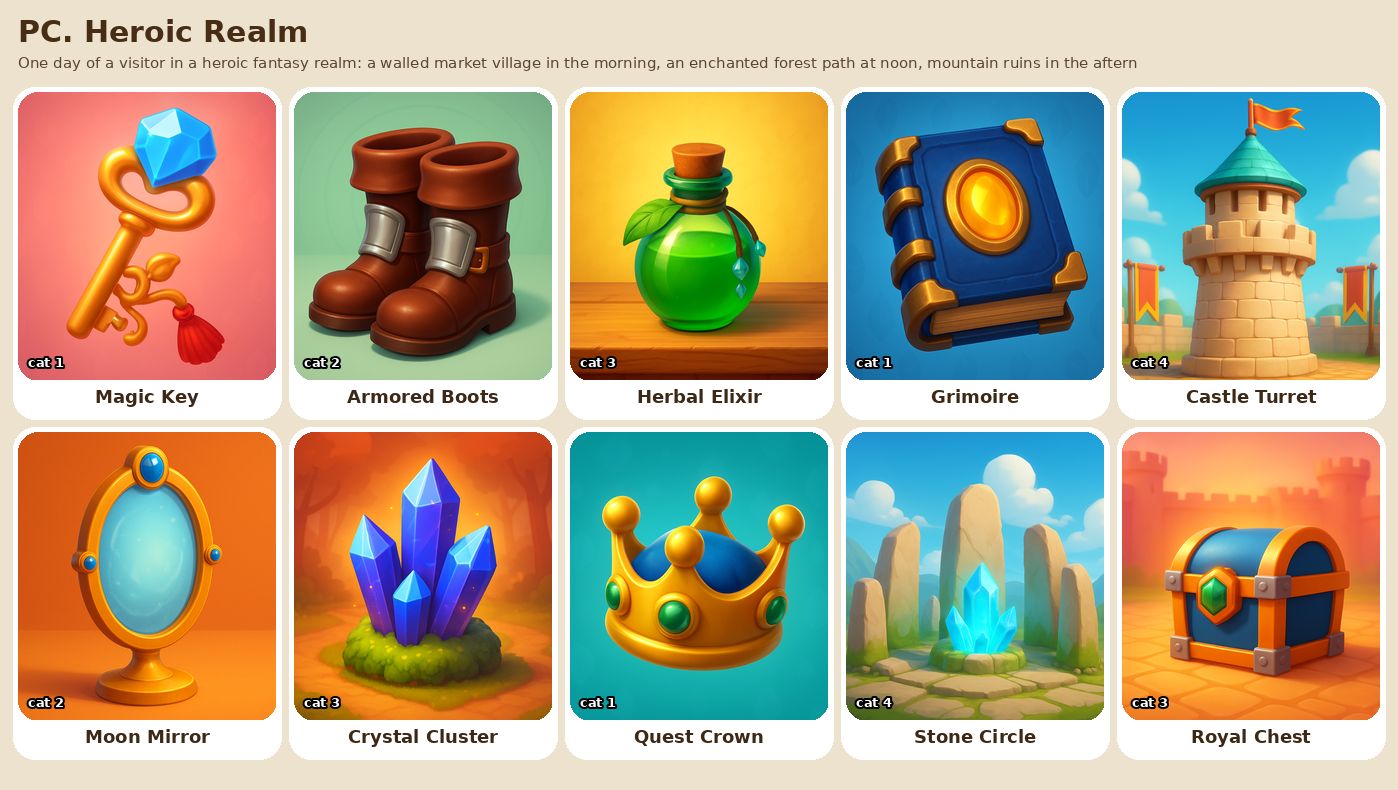 PC. Heroic Realm
One day of a visitor in a heroic fantasy realm: a walled market village in the morning, an enchanted forest path at noon, mountain ruins in the aftern
cat 1
cat 2
cat 3
cat 1
cat 4
Magic Key
Armored Boots
Herbal Elixir
Grimoire
Castle Turret
cat 2
cat 3
cat 1
cat 4
cat 3
Moon Mirror
Crystal Cluster
Quest Crown
Stone Circle
Royal Chest